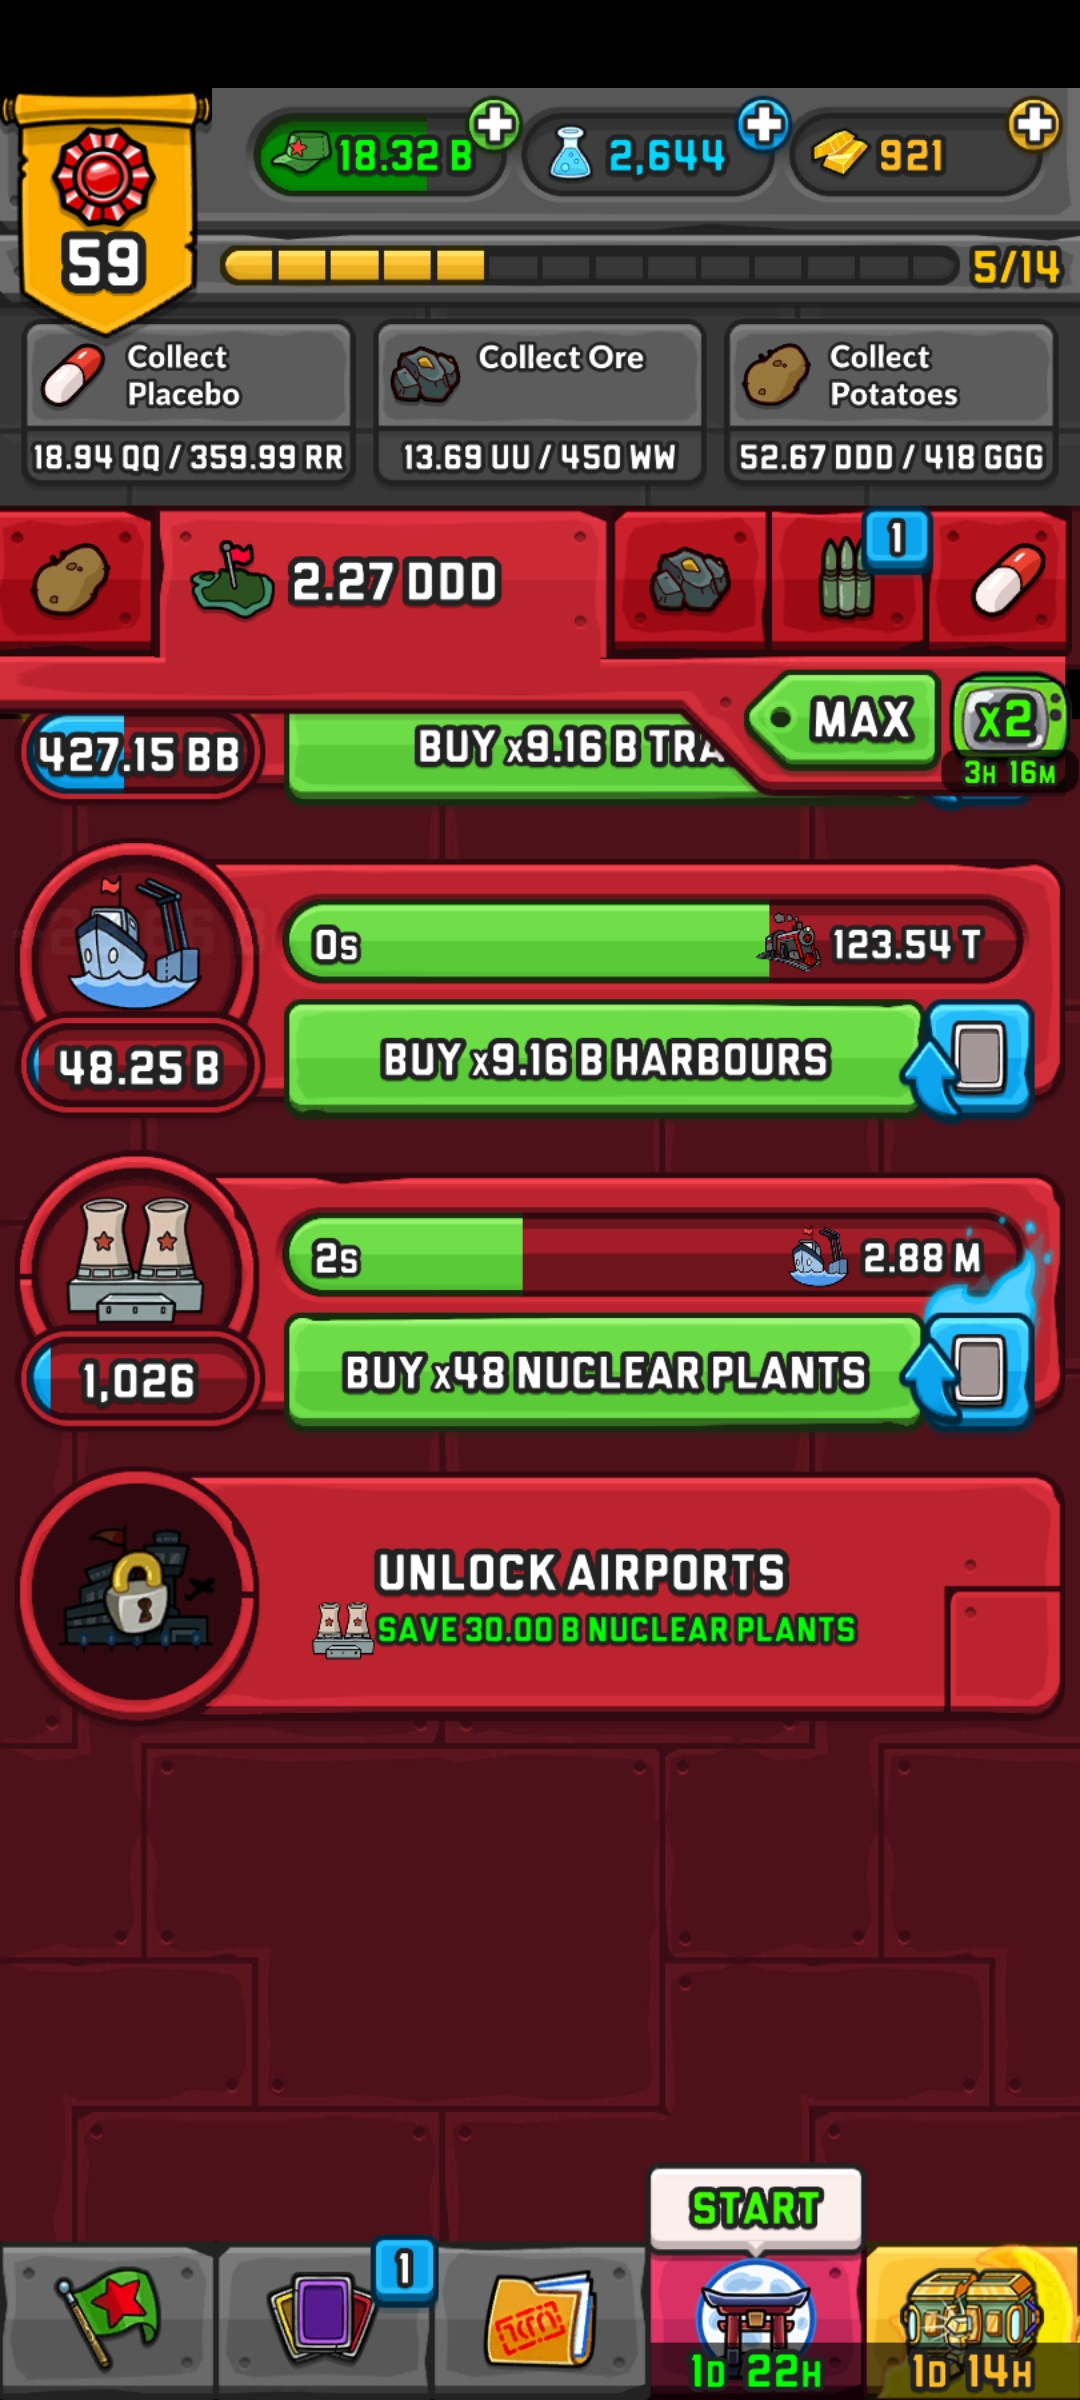 18.32 B
2,644
921
59
5/14
Collect
Placebo
18.94 QQ / 359.99 RR
Collect Ore
13.69 UU / 450 WW
Collect
Potatoes
52.67 DDD / 418 GGG
2.27 DDD
1
MAX
x2
3H 16M
427.15 BB
BUY x9.16 B TRA
0s
123.54 T
48.25 B
BUY x9.16 B HARBOURS
2s
2.88 M
1,026
BUY x48 NUCLEAR PLANTS
UNLOCK AIRPORTS
SAVE 30.00 B NUCLEAR PLANTS
START
1
1D 22H
1D 14H